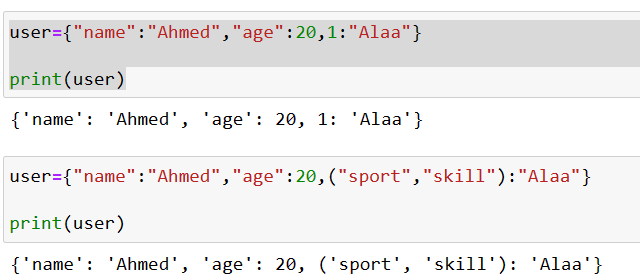 user={"name":"Ahmed","age":20,1:"Alaa"}
print(user)
{'name': 'Ahmed', 'age': 20, 1: 'Alaa'}
user={"name":"Ahmed","age":20,("sport","skill"):"Alaa"}
print(user)
{'name': 'Ahmed', 'age': 20, ('sport', 'skill'): 'Alaa'}